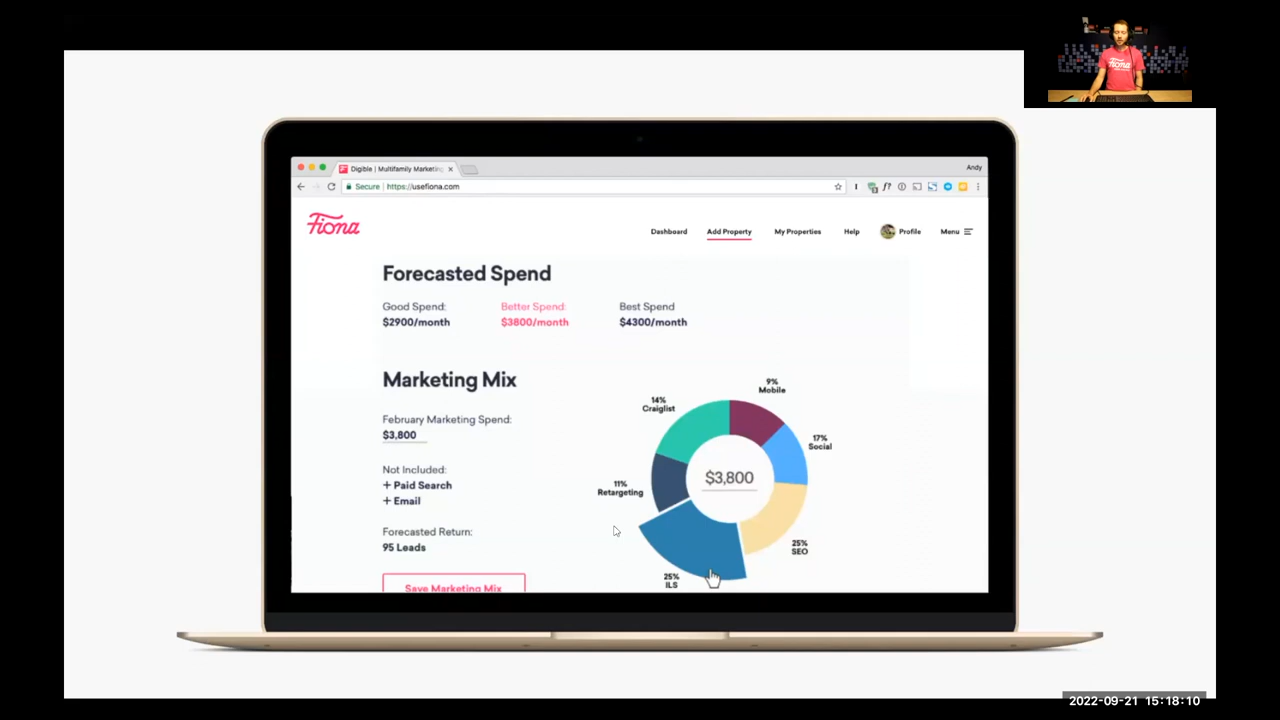 Fiona
Digible | Multifamily Marketing
Andy
Secure | https://usefiona.com
Fiona
Dashboard
Add Property
My Properties
Help
Profile
Menu
Forecasted Spend
Good Spend:
$2900/month
Better Spend:
$3800/month
Best Spend
$4300/month
Marketing Mix
February Marketing Spend:
$3,800
Not Included:
+ Paid Search
+ Email
Forecasted Return:
95 Leads
Save Marketing Mix
9%
Mobile
14%
Craiglist
17%
Social
$3,800
11%
Retargeting
25%
SEO
25%
ILS
2022-09-21 15:18:10